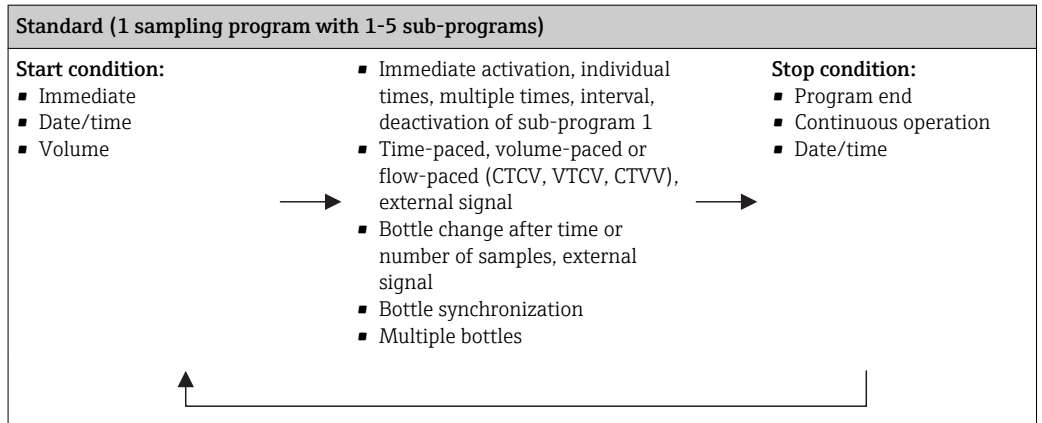 Standard (1 sampling program with 1-5 sub-programs)
Start condition:
▪ Immediate
▪ Date/time
▪ Volume
▪ Immediate activation, individual
times, multiple times, interval,
deactivation of sub-program 1
▪ Time-paced, volume-paced or
flow-paced (CTCV, VTCV, CTVV),
external signal
▪ Bottle change after time or
number of samples, external
signal
▪ Bottle synchronization
▪ Multiple bottles
Stop condition:
▪ Program end
▪ Continuous operation
▪ Date/time